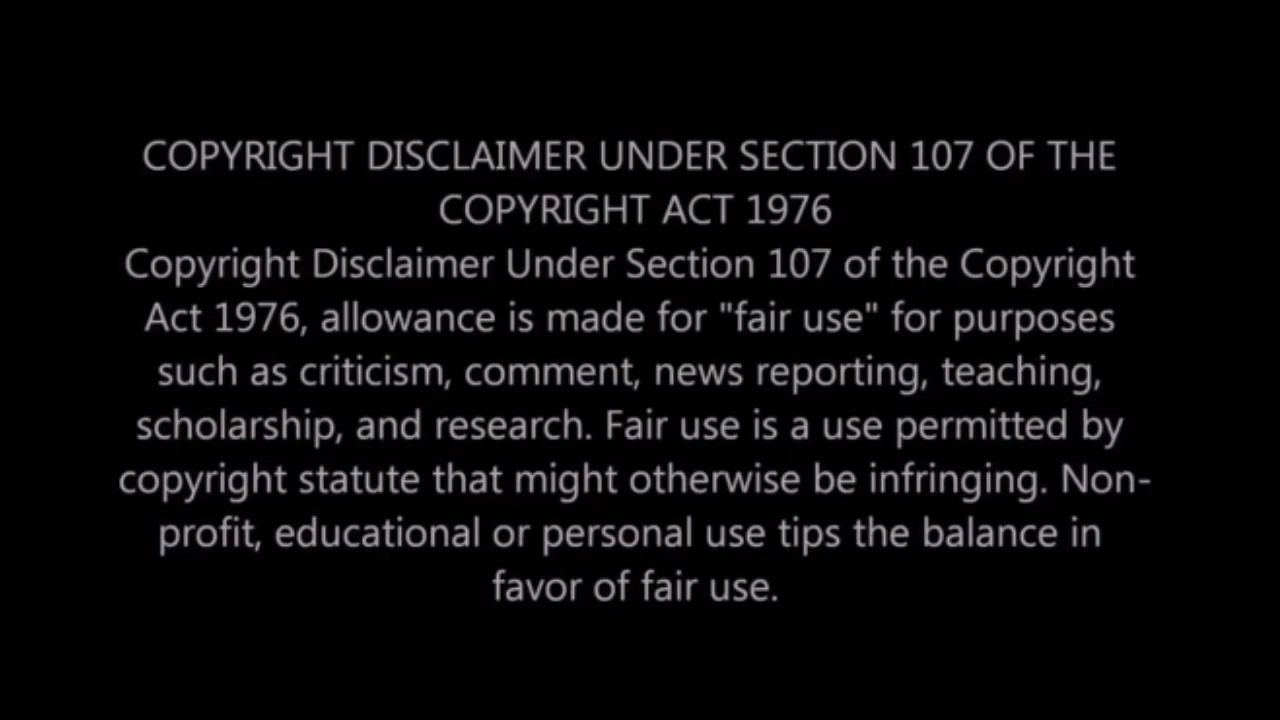 COPYRIGHT DISCLAIMER UNDER SECTION 107 OF THE
COPYRIGHT ACT 1976
Copyright Disclaimer Under Section 107 of the Copyright
Act 1976, allowance is made for "fair use" for purposes
such as criticism, comment, news reporting, teaching,
scholarship, and research. Fair use is a use permitted by
copyright statute that might otherwise be infringing. Non-
profit, educational or personal use tips the balance in
favor of fair use.